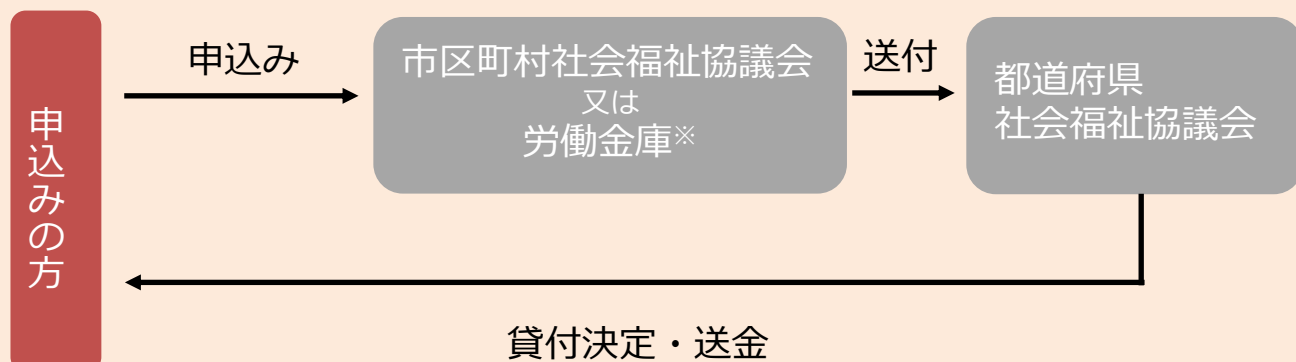 申込みの方
申込み
市区町村社会福祉協議会
又は
労働金庫※
送付
都道府県
社会福祉協議会
貸付決定・送金